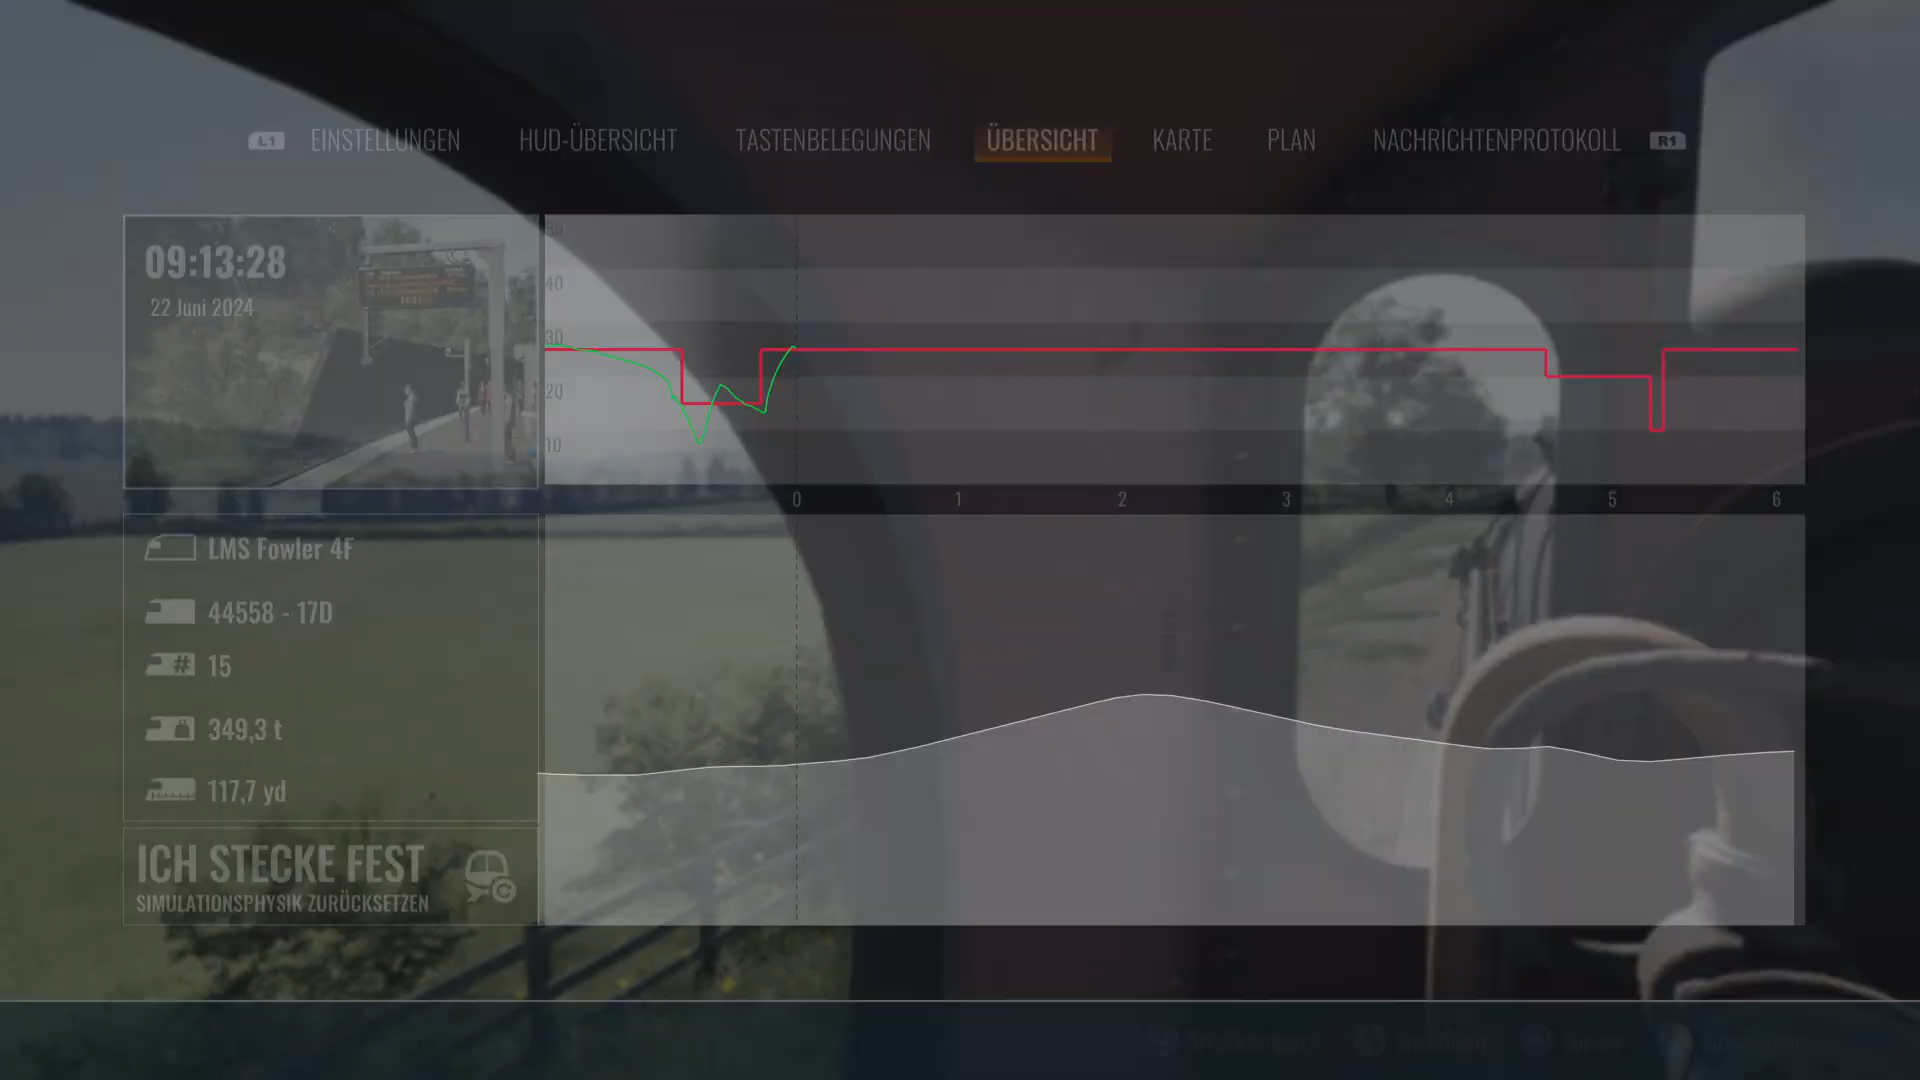 L1 EINSTELLUNGEN HUD-ÜBERSICHT TASTENBELEGUNGEN ÜBERSICHT KARTE PLAN NACHRICHTENPROTOKOLL R1
09:13:28
22 Juni 2024
50
40
30
20
10
0 1 2 3 4 5 6
LMS Fowler 4F
44558 - 17D
# 15
349,3 t
117,7 yd
ICH STECKE FEST
SIMULATIONSPHYSIK ZURÜCKSETZEN